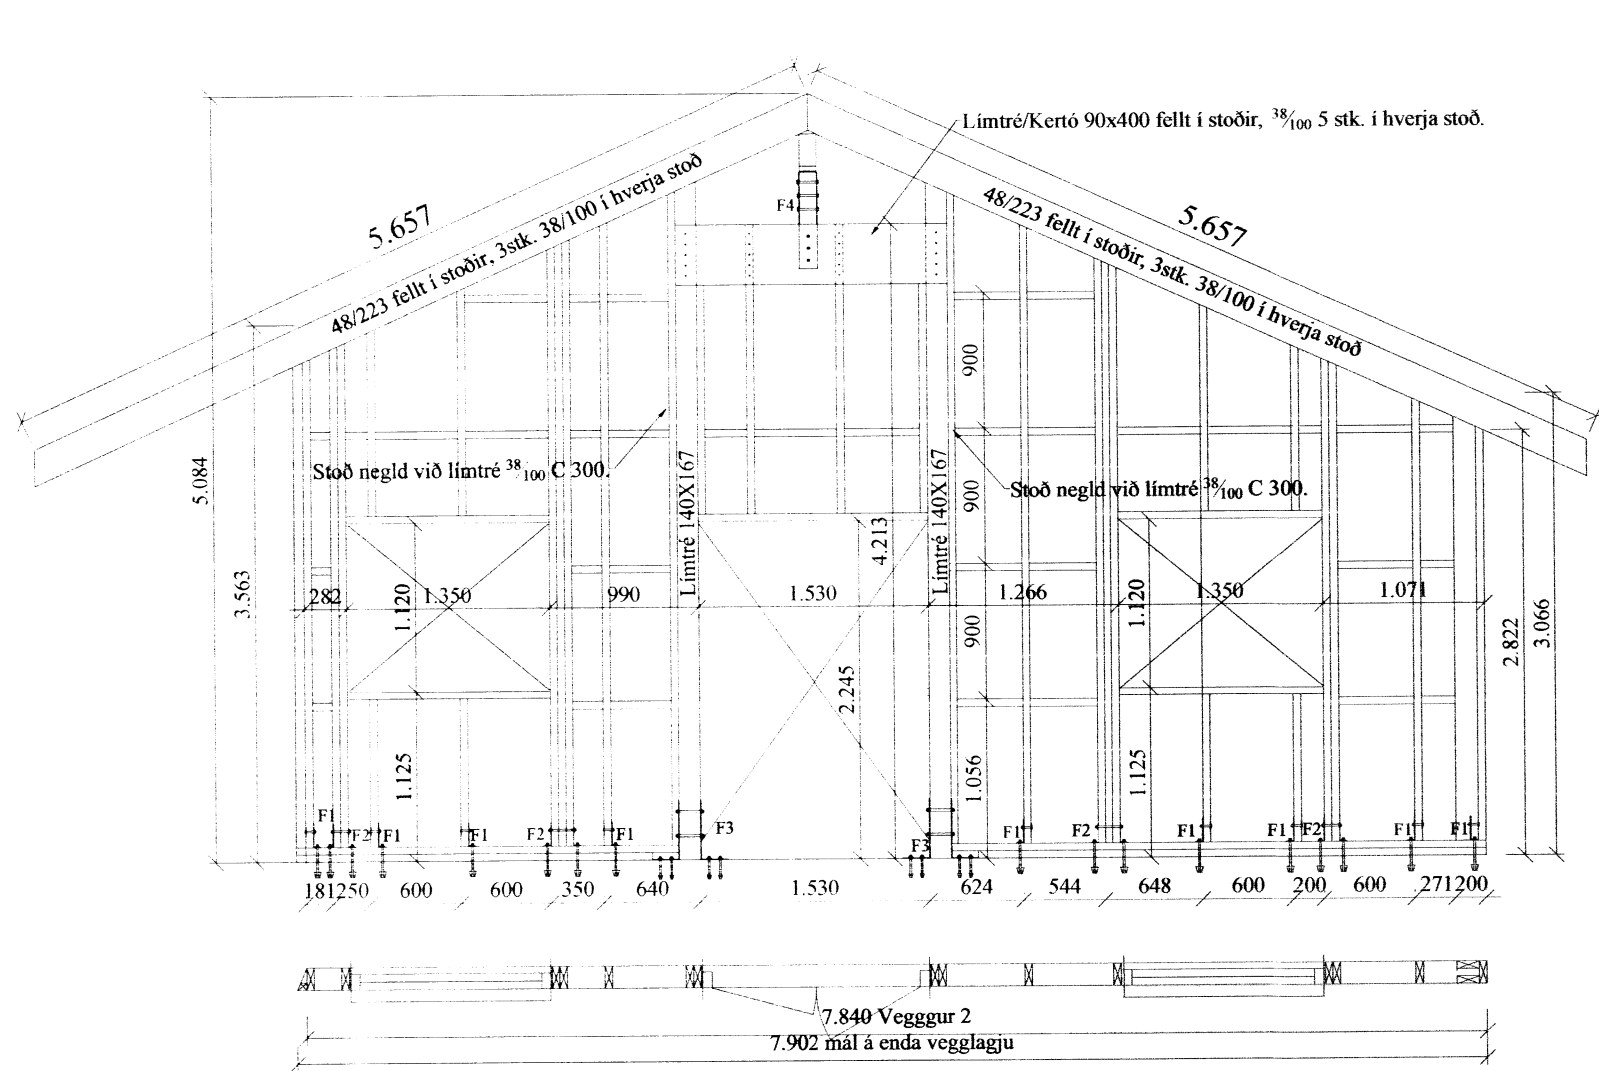 Límtré/Kertó 90x400 fellt í stoðir, 38/100 5 stk. í hverja stoð.
5.657
48/223 fellt í stoðir, 3stk. 38/100 í hverja stoð
F4
5.657
48/223 fellt í stoðir, 3stk. 38/100 í hverja stoð
900
Stoð negld við límtré 38/100 C 300.
Límtré 140X167
Límtré 140X167
Stoð negld við límtré 38/100 C 300.
5.084
900
4.213
3.563
282
1.350
1.120
990
1.530
1.266
1.120
1.350
1.071
900
2.822
3.066
2.245
1.125
1.056
1.125
F1
F2
F1
F1
F2
F1
F3
F3
F1
F2
F1
F1
F2
F1
F1
181 250 600 600 350 640 1.530 624 544 648 600 200 600 271 200
7.840 Vegggur 2
7.902 mál á enda vegglagju